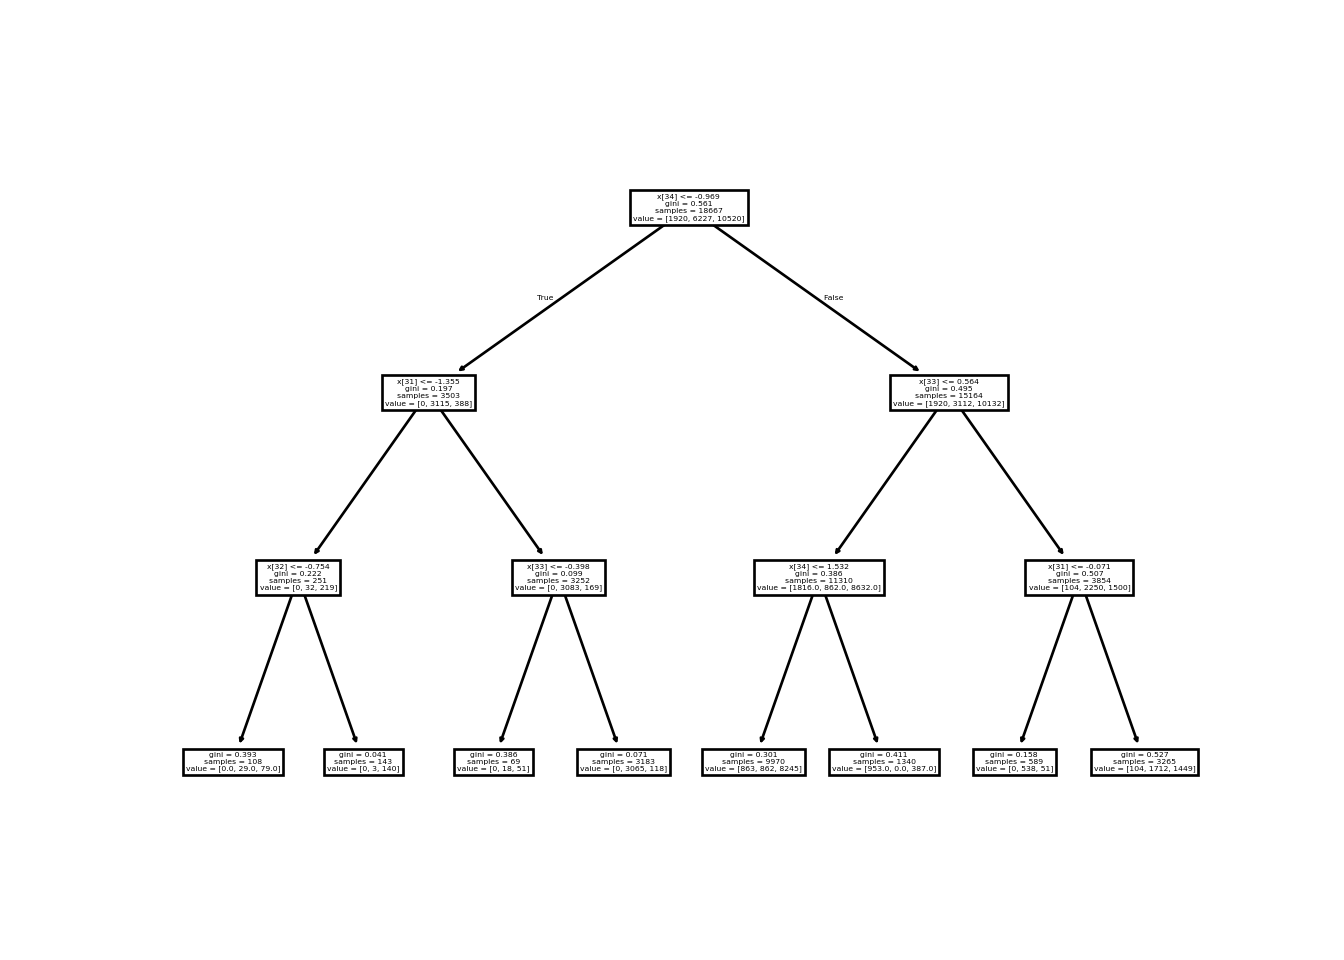 x[34] <= -0.969
gini = 0.561
samples = 18667
value = [1920, 6227, 10520]
True
False
x[31] <= -1.355
gini = 0.197
samples = 3503
value = [0, 3115, 388]
x[33] <= 0.564
gini = 0.495
samples = 15164
value = [1920, 3112, 10132]
x[32] <= -0.754
gini = 0.222
samples = 251
value = [0, 32, 219]
x[33] <= -0.398
gini = 0.099
samples = 3252
value = [0, 3083, 169]
x[34] <= 1.532
gini = 0.386
samples = 11310
value = [1816.0, 862.0, 8632.0]
x[31] <= -0.071
gini = 0.507
samples = 3854
value = [104, 2250, 1500]
gini = 0.393
samples = 108
value = [0.0, 29.0, 79.0]
gini = 0.041
samples = 143
value = [0, 3, 140]
gini = 0.386
samples = 69
value = [0, 18, 51]
gini = 0.071
samples = 3183
value = [0, 3065, 118]
gini = 0.301
samples = 9970
value = [863, 862, 8245]
gini = 0.411
samples = 1340
value = [953.0, 0.0, 387.0]
gini = 0.158
samples = 589
value = [0, 538, 51]
gini = 0.527
samples = 3265
value = [104, 1712, 1449]